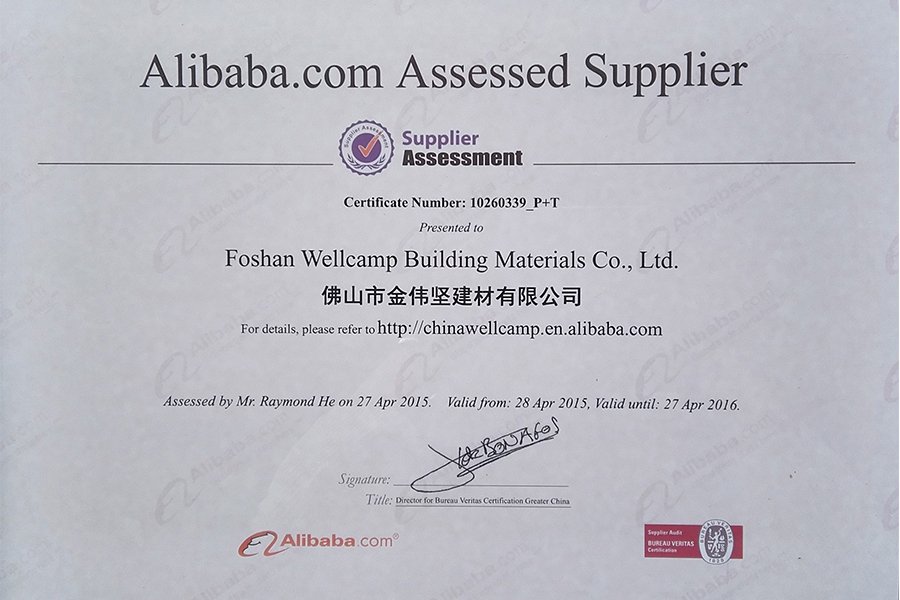 Alibaba.com Assessed Supplier
Supplier Assessment
Supplier
Assessment
Certificate Number: 10260339_P+T
Presented to
Foshan Wellcamp Building Materials Co., Ltd.
佛山市金伟坚建材有限公司
For details, please refer to http://chinawellcamp.en.alibaba.com
Assessed by Mr. Raymond He on 27 Apr 2015. Valid from: 28 Apr 2015, Valid until: 27 Apr 2016.
Signature:
Title: Director for Bureau Veritas Certification Greater China
Alibaba.com®
Supplier Audit
BUREAU VERITAS
Certification
BUREAU VERITAS
1828